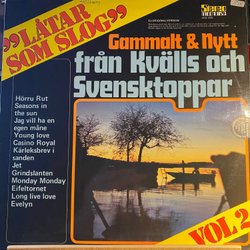 ”LÅTAR
SOM SLOG”
Gammalt & Nytt
från Kvälls och
Svensktoppar
Hörru Rut
Seasons in
the sun
Jag vill ha en
egen måne
Young love
Casino Royal
Kärleksbrev i
sanden
Jet
Grindslanten
Monday Monday
Eifeltornet
Long live love
Evelyn
VOL 2